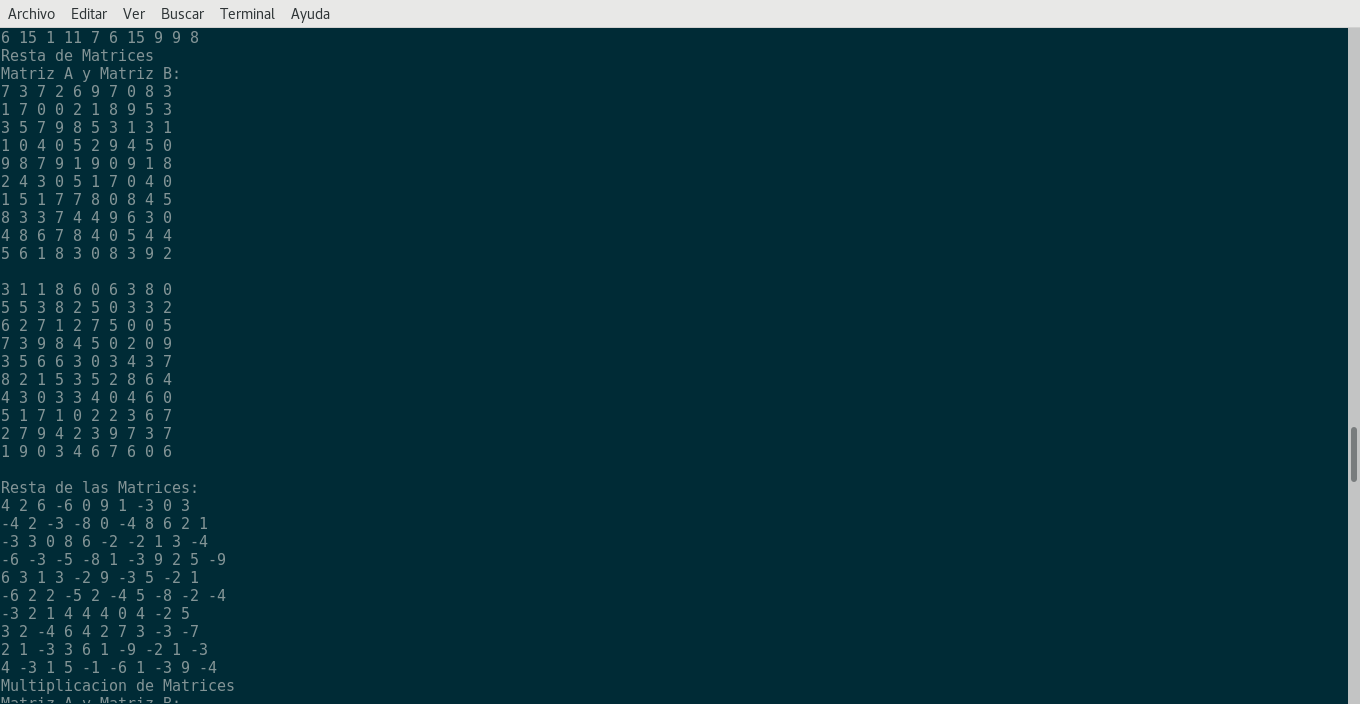 Archivo Editar Ver Buscar Terminal Ayuda
6 15 1 11 7 6 15 9 9 8
Resta de Matrices
Matriz A y Matriz B:
7 3 7 2 6 9 7 0 8 3
1 7 0 0 2 1 8 9 5 3
3 5 7 9 8 5 3 1 3 1
1 0 4 0 5 2 9 4 5 0
9 8 7 9 1 9 0 9 1 8
2 4 3 0 5 1 7 0 4 0
1 5 1 7 7 8 0 8 4 5
8 3 3 7 4 4 9 6 3 0
4 8 6 7 8 4 0 5 4 4
5 6 1 8 3 0 8 3 9 2
3 1 1 8 6 0 6 3 8 0
5 5 3 8 2 5 0 3 3 2
6 2 7 1 2 7 5 0 0 5
7 3 9 8 4 5 0 2 0 9
3 5 6 6 3 0 3 4 3 7
8 2 1 5 3 5 2 8 6 4
4 3 0 3 3 4 0 4 6 0
5 1 7 1 0 2 2 3 6 7
2 7 9 4 2 3 9 7 3 7
1 9 0 3 4 6 7 6 0 6
Resta de las Matrices:
4 2 6 -6 0 9 1 -3 0 3
-4 2 -3 -8 0 -4 8 6 2 1
-3 3 0 8 6 -2 -2 1 3 -4
-6 -3 -5 -8 1 -3 9 2 5 -9
6 3 1 3 -2 9 -3 5 -2 1
-6 2 2 -5 2 -4 5 -8 -2 -4
-3 2 1 4 4 4 0 4 -2 5
3 2 -4 6 4 2 7 3 -3 -7
2 1 -3 3 6 1 -9 -2 1 -3
4 -3 1 5 -1 -6 1 -3 9 -4
Multiplicacion de Matrices
Matriz A y Matriz B: